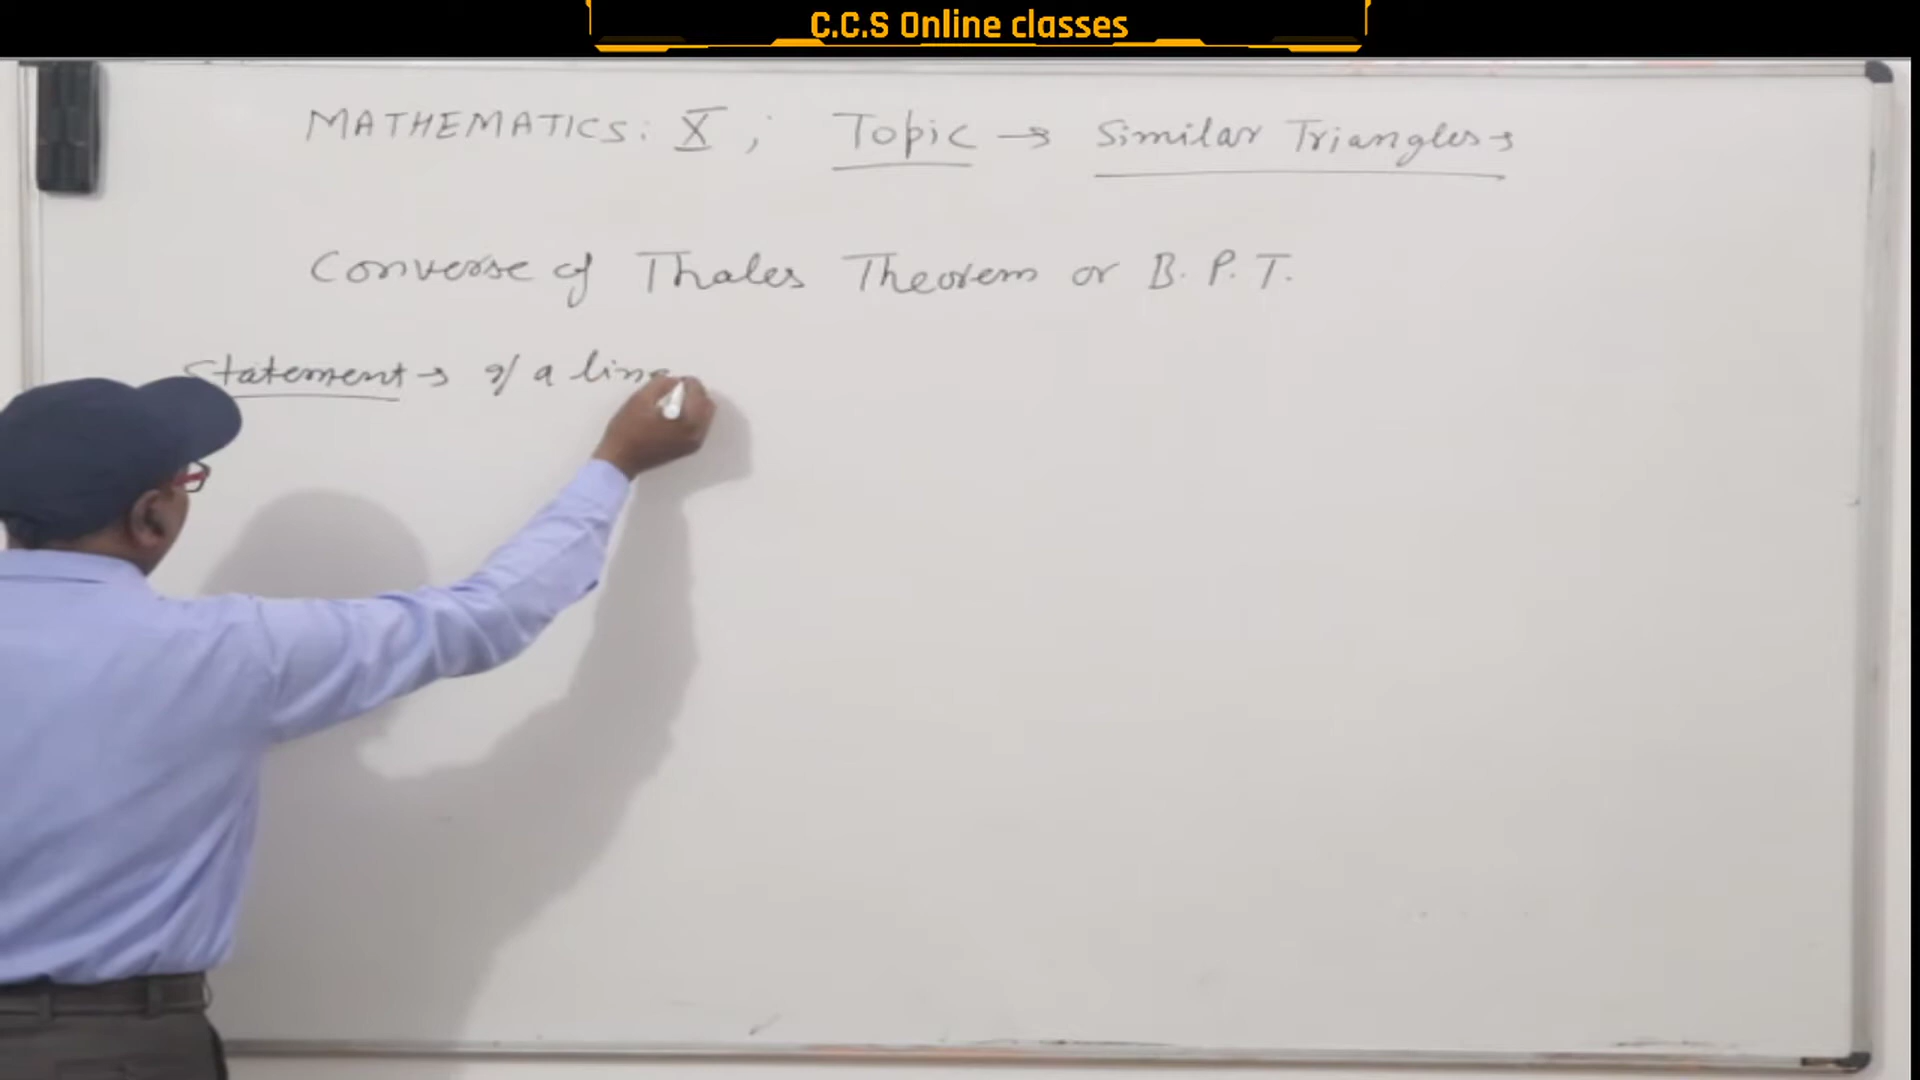 C.C.S Online classes
MATHEMATICS: X ; Topic → Similar Triangles →
Converse of Thales Theorem or B. P. T.
Statement → If a line